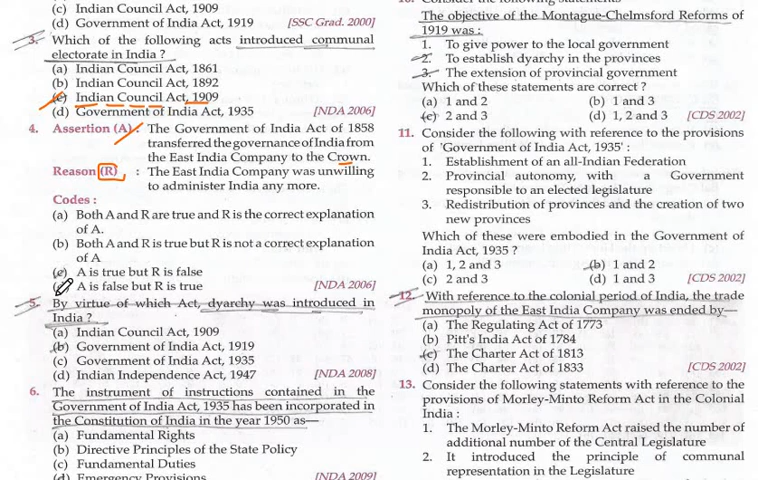 (c) Indian Council Act, 1909
(d) Government of India Act, 1919 [SSC Grad. 2000]
3. Which of the following acts introduced communal
electorate in India ?
(a) Indian Council Act, 1861
(b) Indian Council Act, 1892
(c) Indian Council Act, 1909
(d) Government of India Act, 1935 [NDA 2006]
4. Assertion (A) : The Government of India Act of 1858
transferred the governance of India from
the East India Company to the Crown.
Reason (R) : The East India Company was unwilling
to administer India any more.
Codes :
(a) Both A and R are true and R is the correct explanation
of A.
(b) Both A and R is true but R is not a correct explanation
of A
(c) A is true but R is false
A is false but R is true [NDA 2006]
5. By virtue of which Act, dyarchy was introduced in
India ?
(a) Indian Council Act, 1909
(b) Government of India Act, 1919
(c) Government of India Act, 1935
(d) Indian Independence Act, 1947 [NDA 2008]
6. The instrument of instructions contained in the
Government of India Act, 1935 has been incorporated in
the Constitution of India in the year 1950 as—
(a) Fundamental Rights
(b) Directive Principles of the State Policy
(c) Fundamental Duties
(d) Emergency Provisions [NDA 2009]
The objective of the Montague-Chelmsford Reforms of
1919 was :
1. To give power to the local government
2. To establish dyarchy in the provinces
3. The extension of provincial government
Which of these statements are correct ?
(a) 1 and 2 (b) 1 and 3
(c) 2 and 3 (d) 1, 2 and 3 [CDS 2002]
11. Consider the following with reference to the provisions
of 'Government of India Act, 1935' :
1. Establishment of an all-Indian Federation
2. Provincial autonomy, with a Government
responsible to an elected legislature
3. Redistribution of provinces and the creation of two
new provinces
Which of these were embodied in the Government of
India Act, 1935 ?
(a) 1, 2 and 3 (b) 1 and 2
(c) 2 and 3 (d) 1 and 3 [CDS 2002]
12. With reference to the colonial period of India, the trade
monopoly of the East India Company was ended by—
(a) The Regulating Act of 1773
(b) Pitt's India Act of 1784
(c) The Charter Act of 1813
(d) The Charter Act of 1833 [CDS 2002]
13. Consider the following statements with reference to the
provisions of Morley-Minto Reform Act in the Colonial
India :
1. The Morley-Minto Reform Act raised the number of
additional number of the Central Legislature
2. It introduced the principle of communal
representation in the Legislature